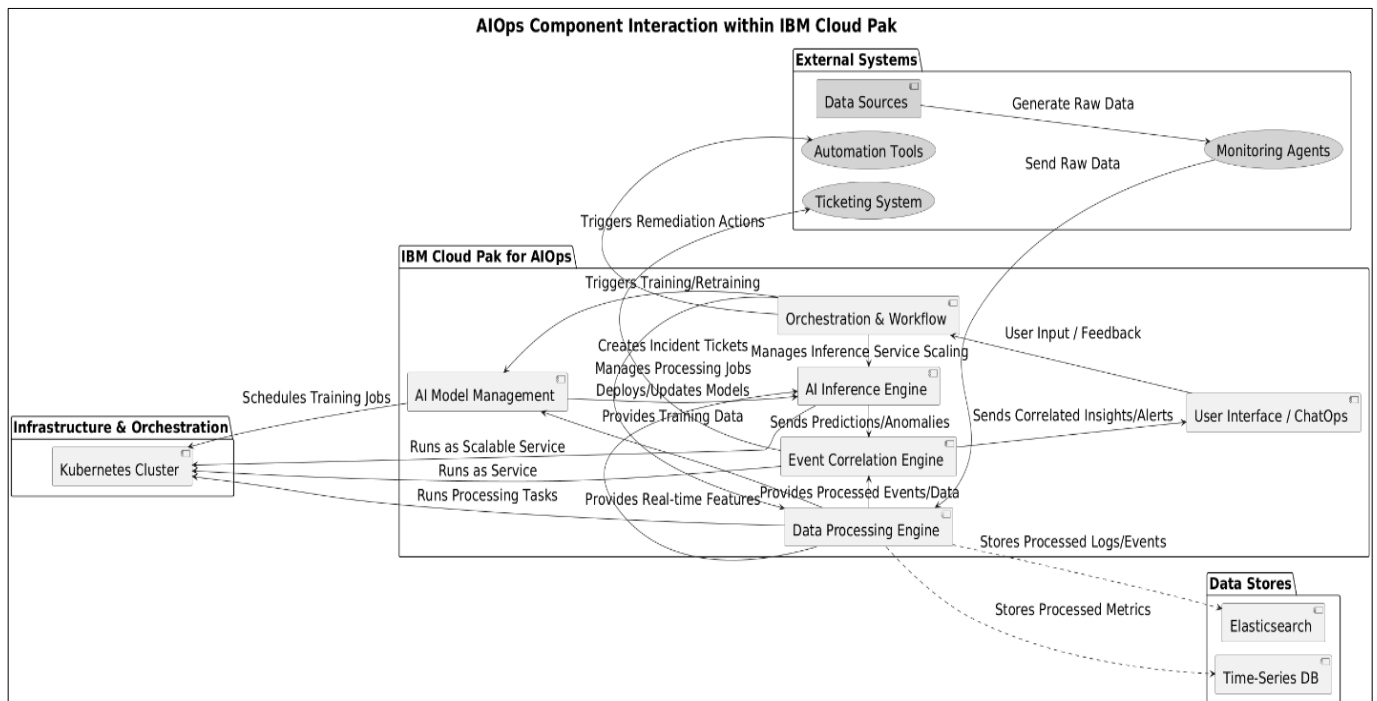 AIOps Component Interaction within IBM Cloud Pak
External Systems
Data Sources
Generate Raw Data
Automation Tools
Monitoring Agents
Send Raw Data
Ticketing System
Triggers Remediation Actions
IBM Cloud Pak for AIOps
Triggers Training/Retraining
Orchestration & Workflow
User Input / Feedback
Creates Incident Tickets
Manages Inference Service Scaling
Manages Processing Jobs
AI Model Management
Deploys/Updates Models
AI Inference Engine
Schedules Training Jobs
Provides Training Data
Sends Predictions/Anomalies
Sends Correlated Insights/Alerts
User Interface / ChatOps
Infrastructure & Orchestration
Kubernetes Cluster
Runs as Scalable Service
Event Correlation Engine
Runs as Service
Runs Processing Tasks
Provides Real-time Features
Provides Processed Events/Data
Data Processing Engine
Stores Processed Logs/Events
Data Stores
Stores Processed Metrics
Elasticsearch
Time-Series DB